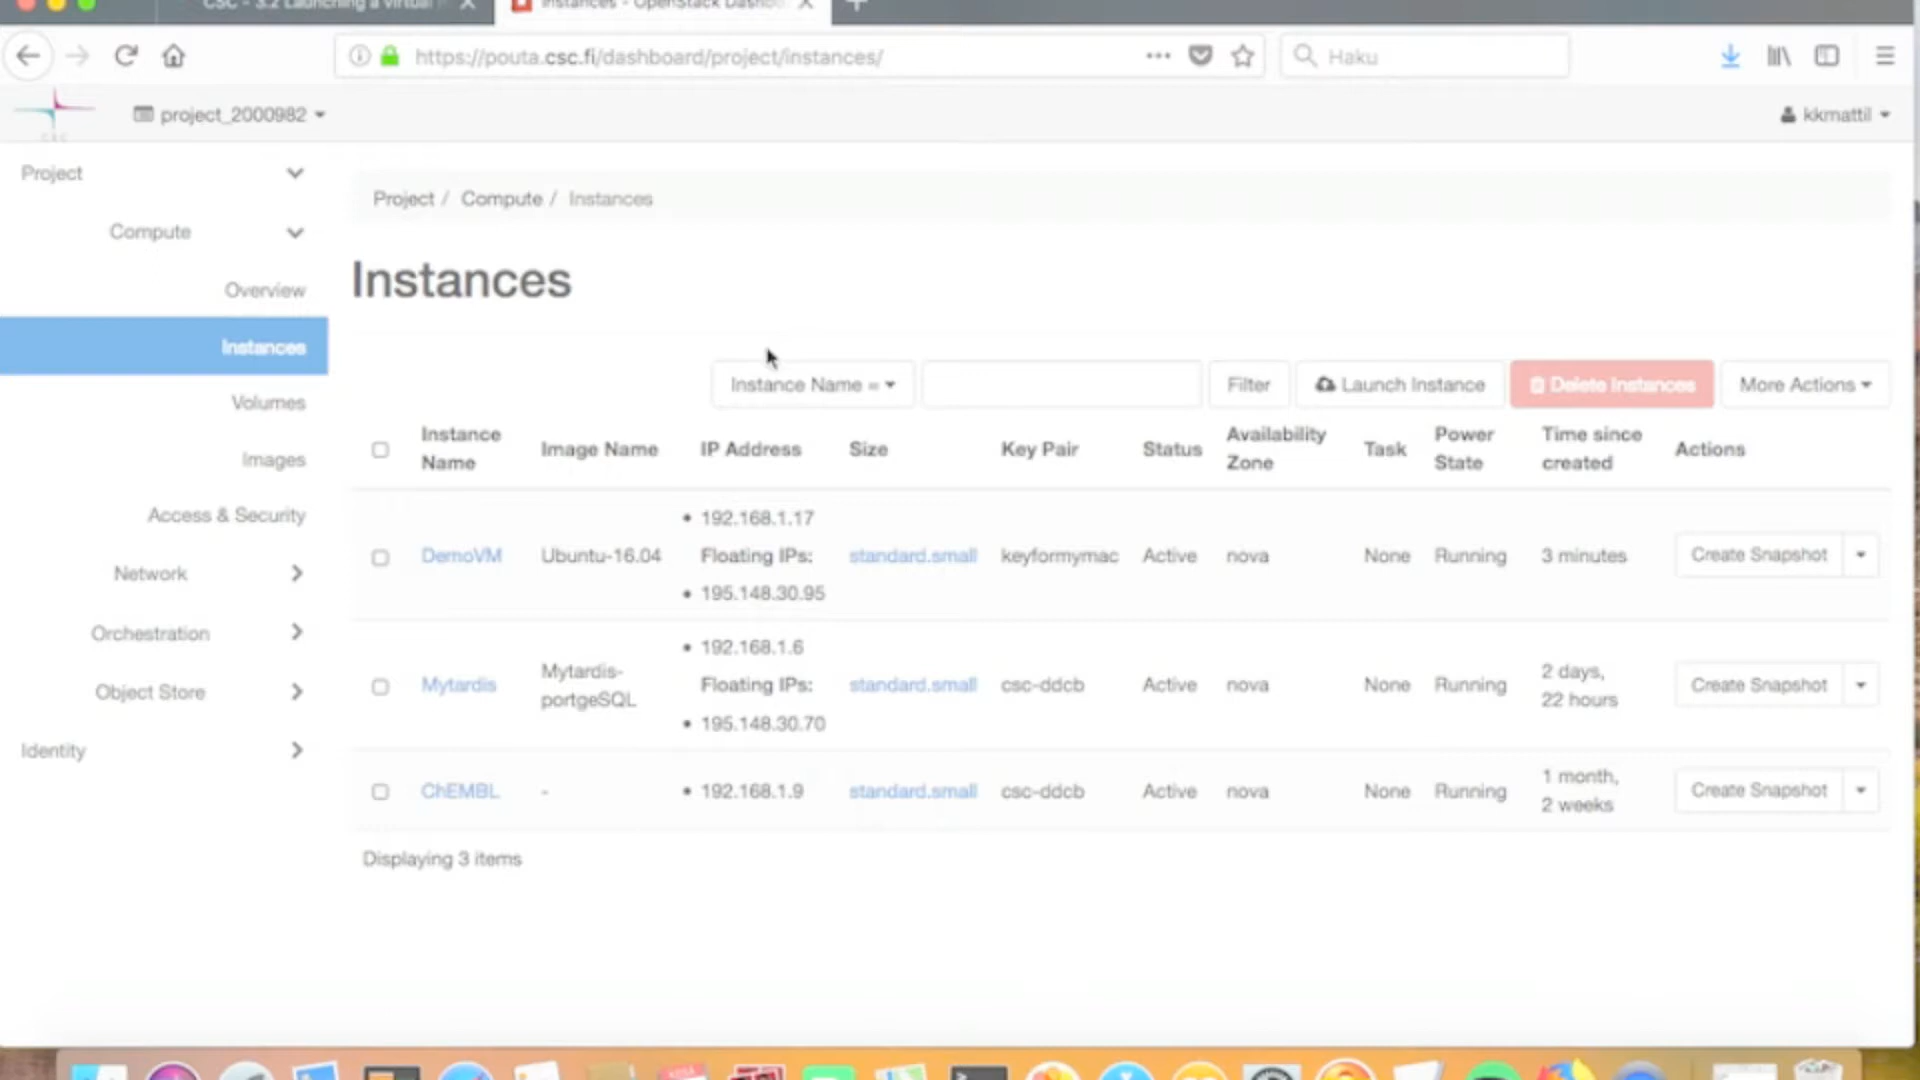 CSC - 3.2 Launching a virtual
Instances - OpenStack Dashbo
https://pouta.csc.fi/dashboard/project/instances/
Haku
project_2000982
kkmattil
Project
Compute
Overview
Instances
Volumes
Images
Access & Security
Network
Orchestration
Object Store
Identity
Project / Compute / Instances
Instances
Instance Name =
Filter
Launch Instance
Delete Instances
More Actions
Instance Name
Image Name
IP Address
Size
Key Pair
Status
Availability Zone
Task
Power State
Time since created
Actions
DemoVM
Ubuntu-16.04
192.168.1.17
Floating IPs:
195.148.30.95
standard.small
keyformymac
Active
nova
None
Running
3 minutes
Create Snapshot
Mytardis
Mytardis-
portgeSQL
192.168.1.6
Floating IPs:
195.148.30.70
standard.small
csc-ddcb
Active
nova
None
Running
2 days,
22 hours
Create Snapshot
ChEMBL
-
192.168.1.9
standard.small
csc-ddcb
Active
nova
None
Running
1 month,
2 weeks
Create Snapshot
Displaying 3 items